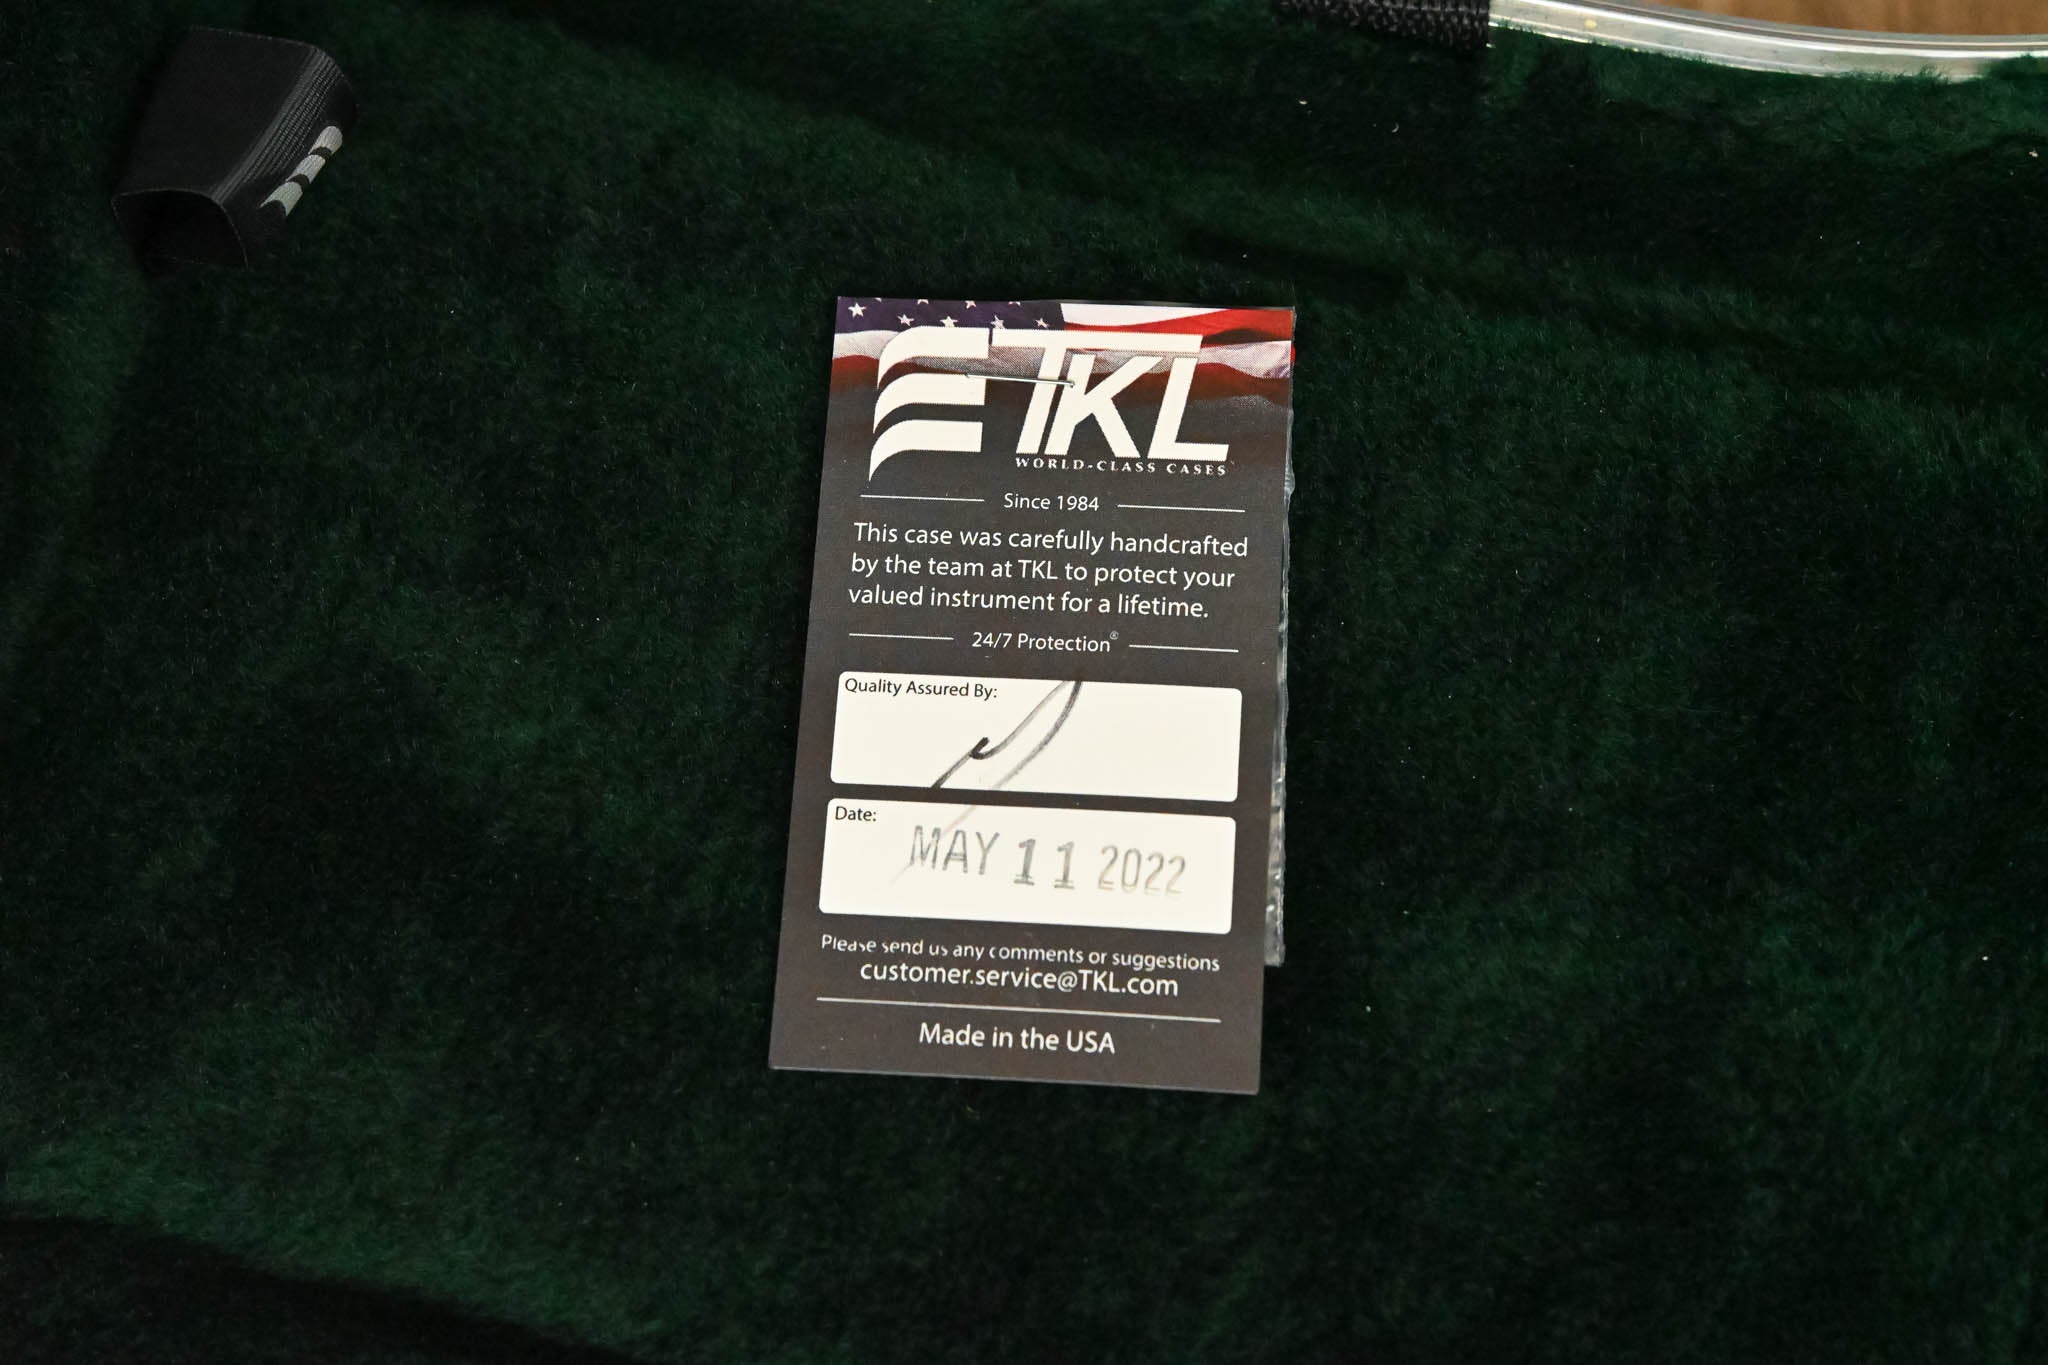 TKL
WORLD-CLASS CASES
Since 1984
This case was carefully handcrafted
by the team at TKL to protect your
valued instrument for a lifetime.
24/7 Protection®
Quality Assured By:
Date:
MAY 11 2022
Please send us any comments or suggestions
customer.service@TKL.com
Made in the USA